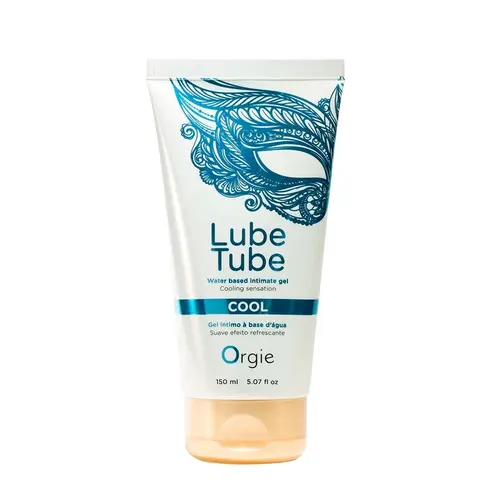 Lube
Tube
Water based intimate gel
Cooling sensation
COOL
Gel íntimo à base d'água
Suave efeito refrescante
Orgie
150 ml 5.07 fl oz